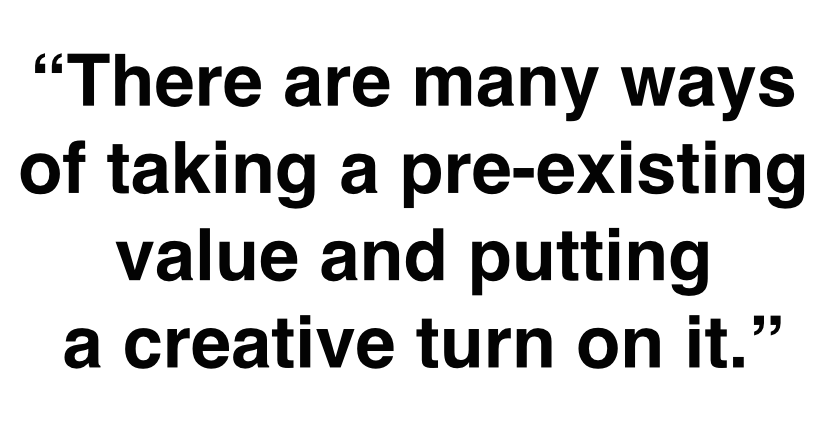 “There are many ways
of taking a pre-existing
value and putting
a creative turn on it.”